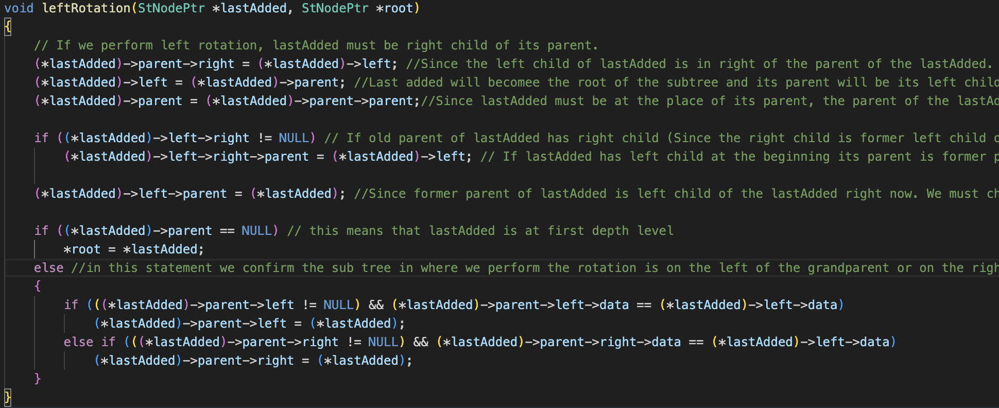 void leftRotation(StNodePtr *lastAdded, StNodePtr *root)
{
// If we perform left rotation, lastAdded must be right child of its parent.
(*lastAdded)->parent->right = (*lastAdded)->left; //Since the left child of lastAdded is in right of the parent of the lastAdded.
(*lastAdded)->left = (*lastAdded)->parent; //Last added will becomee the root of the subtree and its parent will be its left child
(*lastAdded)->parent = (*lastAdded)->parent->parent;//Since lastAdded must be at the place of its parent, the parent of the lastAd
if ((*lastAdded)->left->right != NULL) // If old parent of lastAdded has right child (Since the right child is former left child o
(*lastAdded)->left->right->parent = (*lastAdded)->left; // If lastAdded has left child at the beginning its parent is former p
(*lastAdded)->left->parent = (*lastAdded); //Since former parent of lastAdded is left child of the lastAdded right now. We must ch
if ((*lastAdded)->parent == NULL) // this means that lastAdded is at first depth level
*root = *lastAdded;
else //in this statement we confirm the sub tree in where we perform the rotation is on the left of the grandparent or on the righ
{
if (((*lastAdded)->parent->left != NULL) && (*lastAdded)->parent->left->data == (*lastAdded)->left->data)
(*lastAdded)->parent->left = (*lastAdded);
else if (((*lastAdded)->parent->right != NULL) && (*lastAdded)->parent->right->data == (*lastAdded)->left->data)
(*lastAdded)->parent->right = (*lastAdded);
}
}